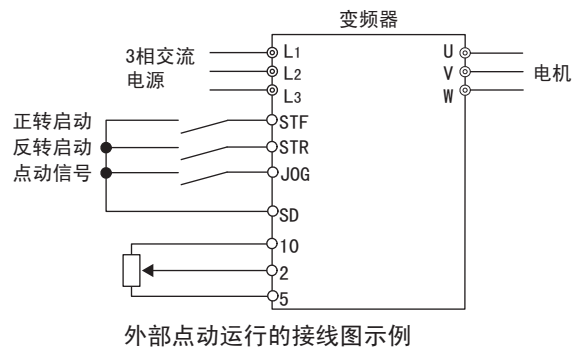 变频器
3相交流
电源
L1
L2
L3
U
V
W
电机
正转启动
反转启动
点动信号
STF
STR
JOG
SD
10
2
5
外部点动运行的接线图示例